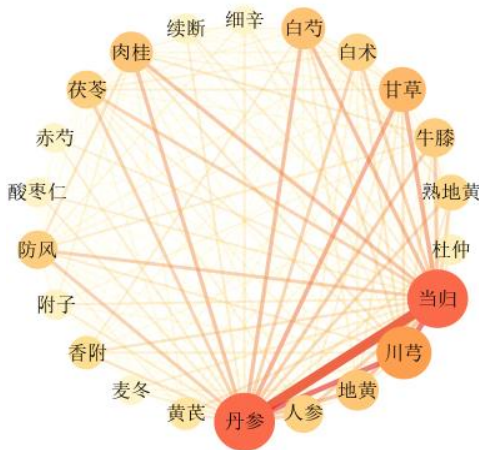 细辛
续断
白芍
肉桂
白术
茯苓
甘草
赤芍
牛膝
酸枣仁
熟地黄
防风
杜仲
附子
当归
香附
川芎
麦冬
地黄
黄芪
人参
丹参